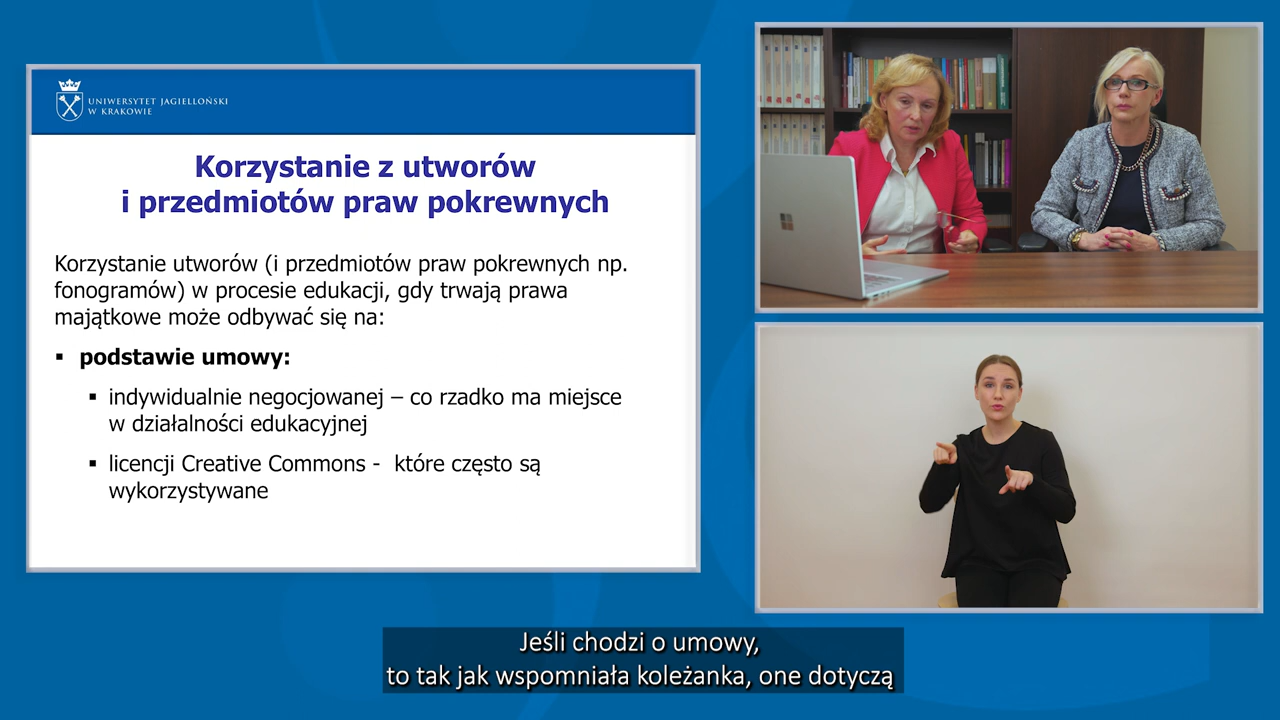 UNIWERSYTET JAGIELLOŃSKI
W KRAKOWIE
Korzystanie z utworów
i przedmiotów praw pokrewnych
Korzystanie utworów (i przedmiotów praw pokrewnych np.
fonogramów) w procesie edukacji, gdy trwają prawa
majątkowe może odbywać się na:
▪ podstawie umowy:
▪ indywidualnie negocjowanej – co rzadko ma miejsce
w działalności edukacyjnej
▪ licencji Creative Commons - które często są
wykorzystywane
Jeśli chodzi o umowy,
to tak jak wspomniała koleżanka, one dotyczą